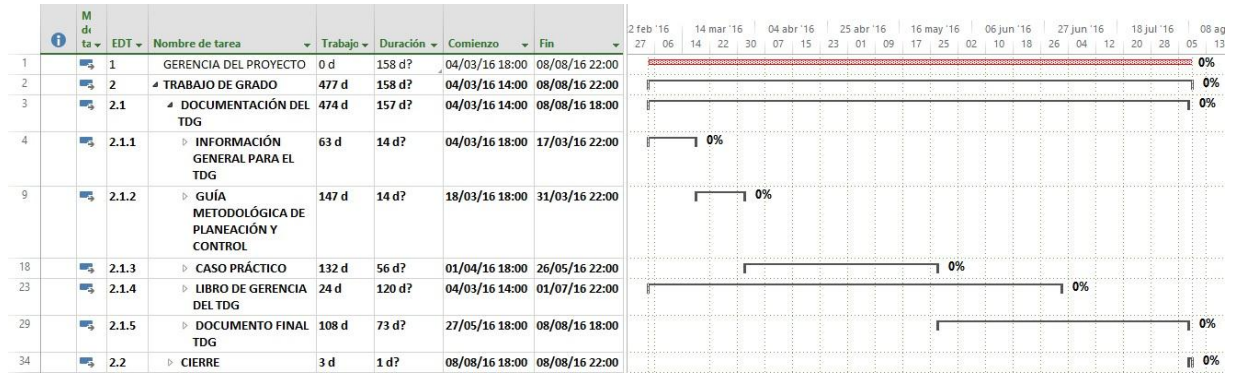 M
de
ta EDT Nombre de tarea Trabajo Duración Comienzo Fin
2 feb '16 14 mar '16 04 abr '16 25 abr '16 16 may '16 06 jun '16 27 jun '16 18 jul '16 08 ag
27 06 14 22 30 07 15 23 01 09 17 25 02 10 18 26 04 12 20 28 05 13
1 1 GERENCIA DEL PROYECTO 0 d 158 d? 04/03/16 18:00 08/08/16 22:00 0%
2 2 TRABAJO DE GRADO 477 d 158 d? 04/03/16 14:00 08/08/16 22:00 0%
3 2.1 DOCUMENTACIÓN DEL 474 d 157 d? 04/03/16 14:00 08/08/16 18:00 0%
TDG
4 2.1.1 INFORMACIÓN 63 d 14 d? 04/03/16 18:00 17/03/16 22:00 0%
GENERAL PARA EL
TDG
9 2.1.2 GUÍA 147 d 14 d? 18/03/16 18:00 31/03/16 22:00 0%
METODOLÓGICA DE
PLANEACIÓN Y
CONTROL
18 2.1.3 CASO PRÁCTICO 132 d 56 d? 01/04/16 18:00 26/05/16 22:00 0%
23 2.1.4 LIBRO DE GERENCIA 24 d 120 d? 04/03/16 14:00 01/07/16 22:00 0%
DEL TDG
29 2.1.5 DOCUMENTO FINAL 108 d 73 d? 27/05/16 18:00 08/08/16 18:00 0%
TDG
34 2.2 CIERRE 3 d 1 d? 08/08/16 18:00 08/08/16 22:00 0%